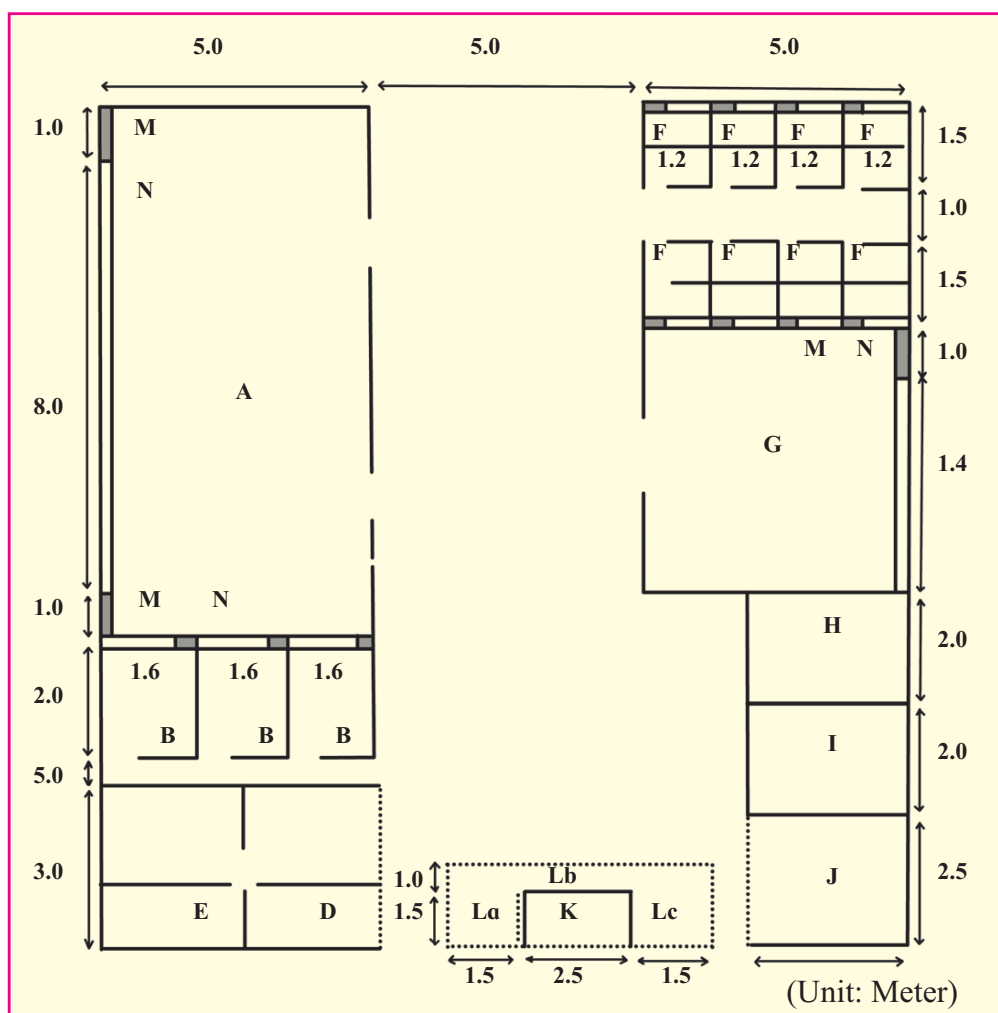 5.0 5.0 5.0
1.0 M F F F F 1.5
1.2 1.2 1.2 1.2
N
1.0
F F F F
1.5
M N 1.0
A
8.0
G
1.4
1.0 M N
H
1.6 1.6 1.6 2.0
2.0
B B B
I 2.0
5.0
3.0 1.0 Lb J 2.5
E D 1.5 La K Lc
1.5 2.5 1.5
(Unit: Meter)